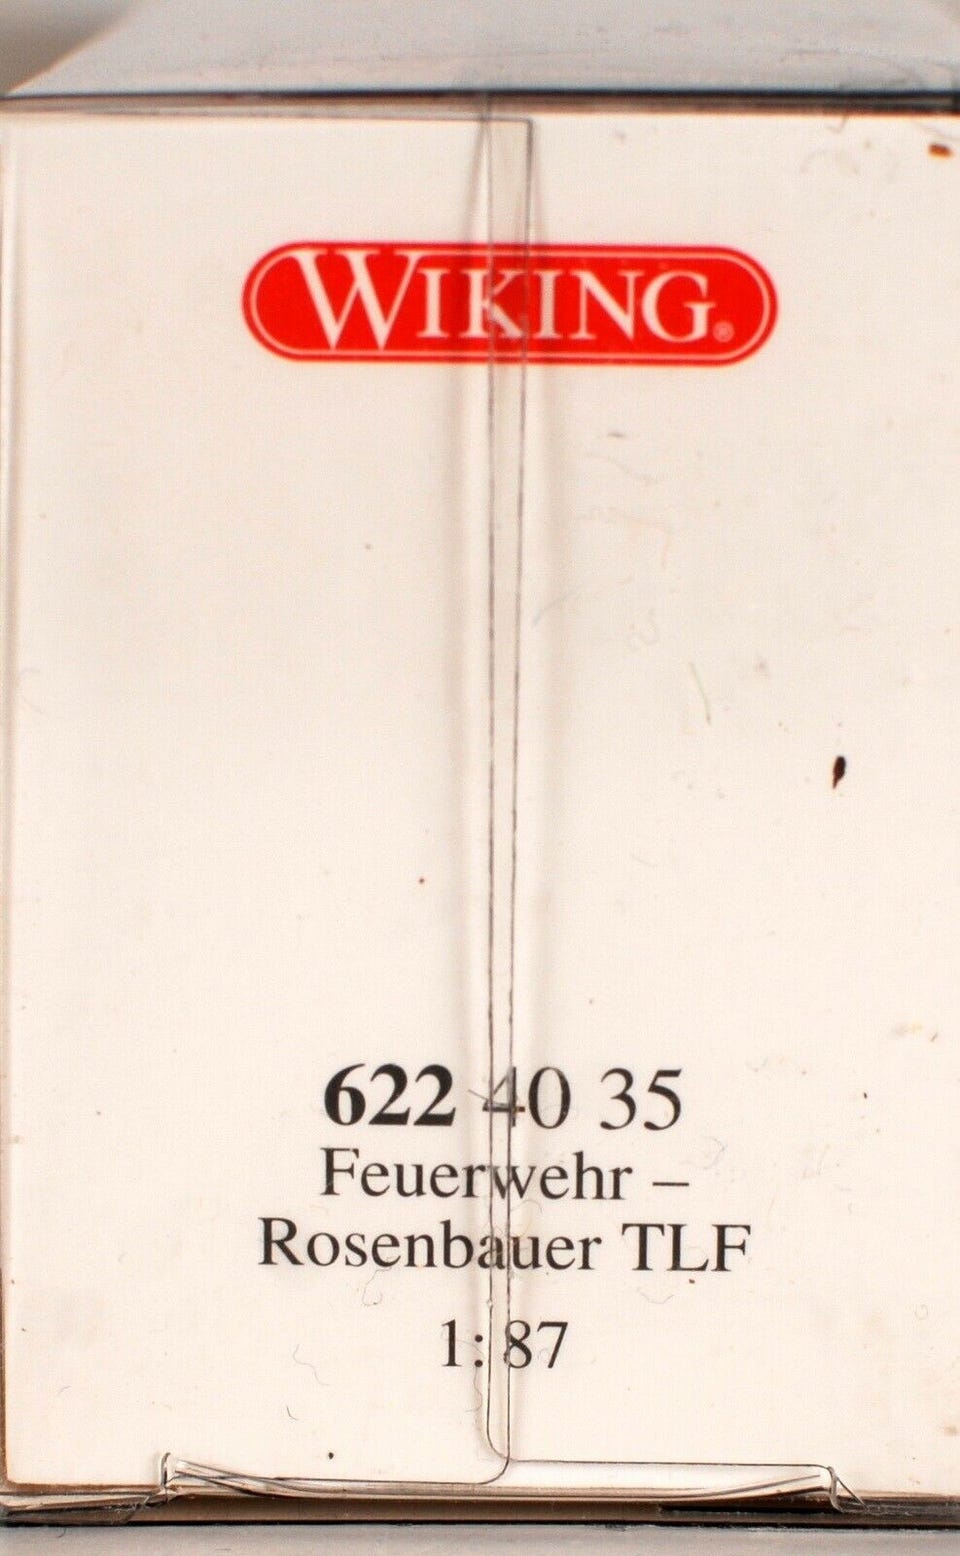 WIKING®
622 40 35
Feuerwehr –
Rosenbauer TLF
1:87